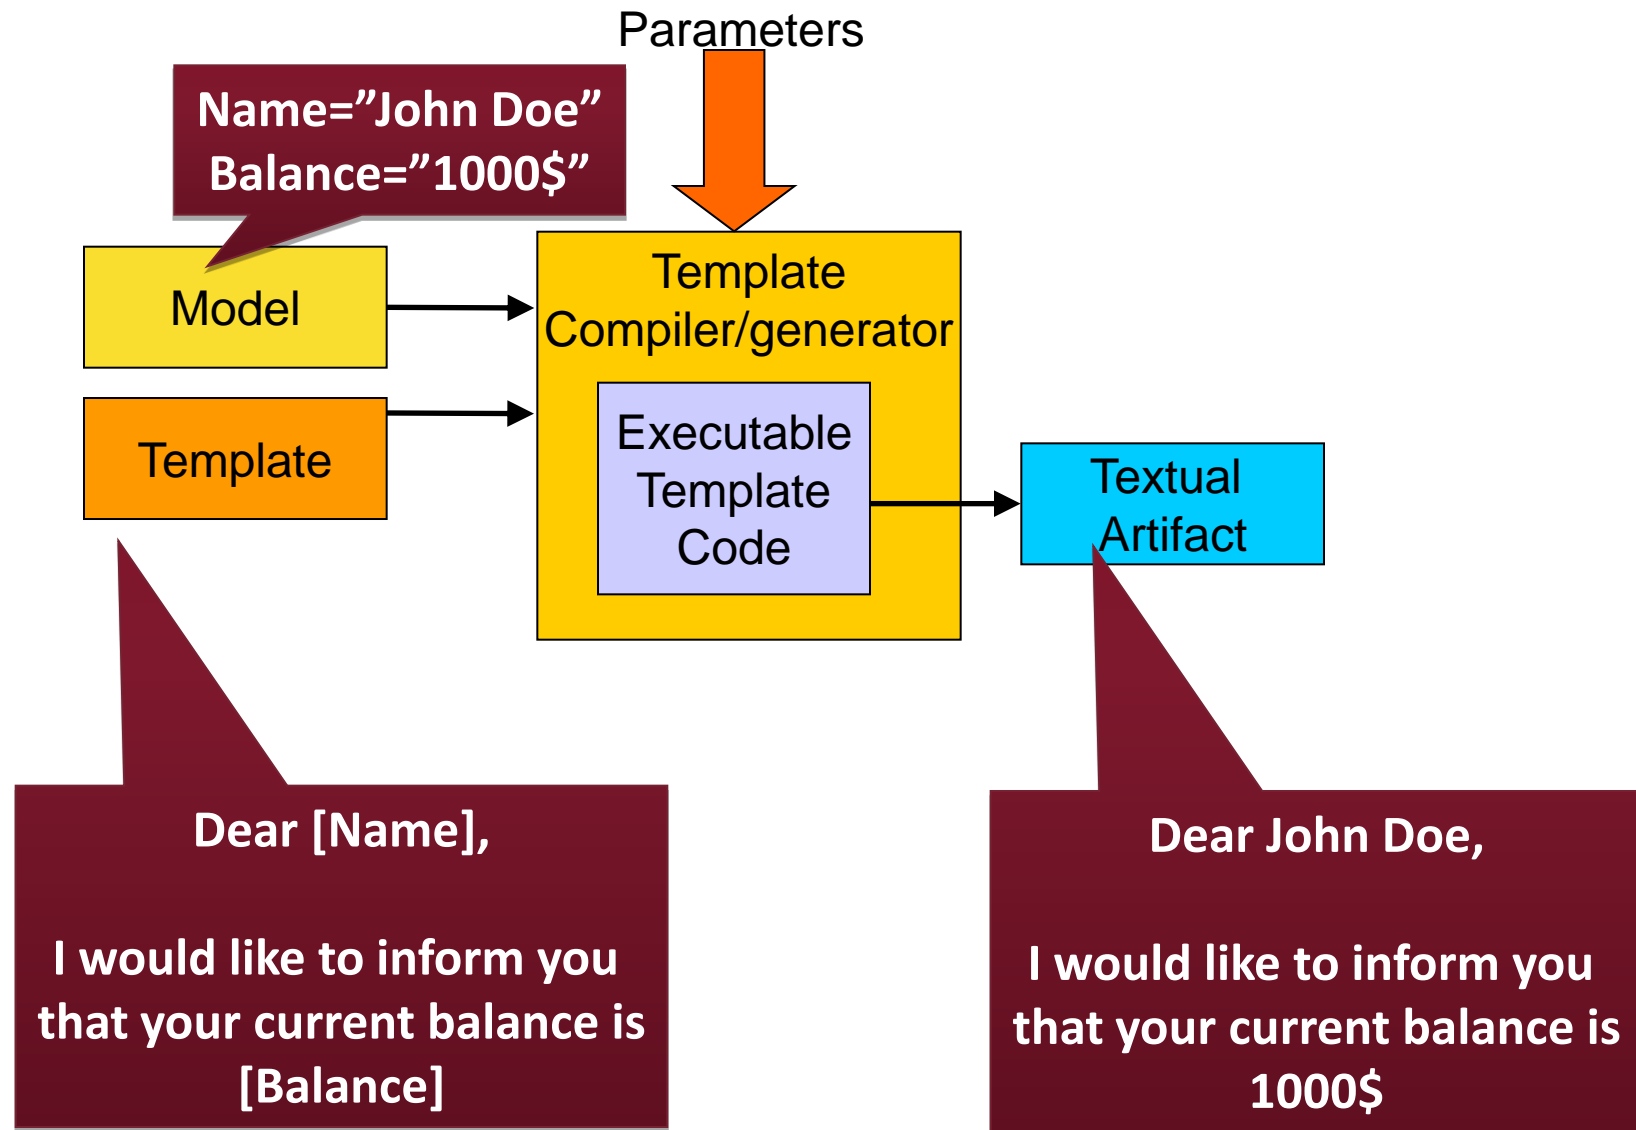 Parameters
Name=”John Doe”
Balance=”1000$”
Model
Template
Compiler/generator
Template
Executable
Template
Code
Textual
Artifact
Dear [Name],
I would like to inform you
that your current balance is
[Balance]
Dear John Doe,
I would like to inform you
that your current balance is
1000$